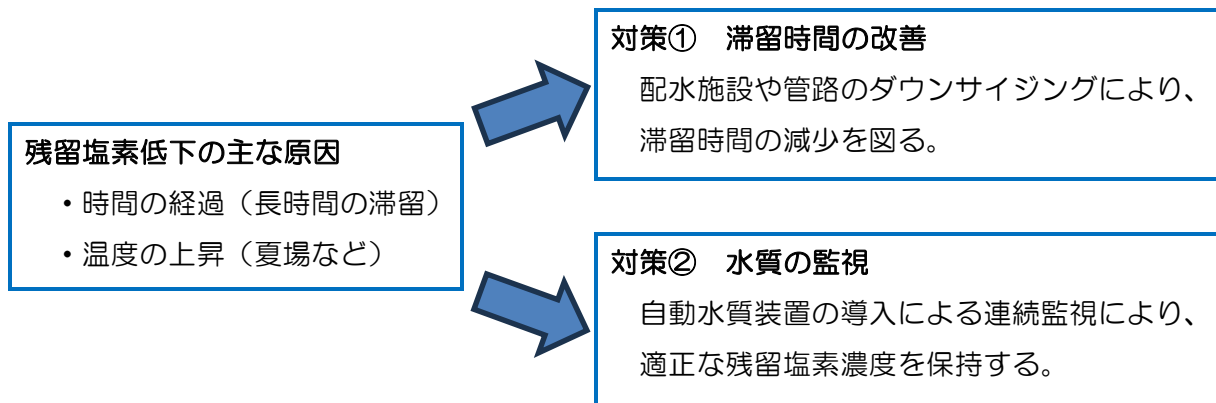 残留塩素低下の主な原因
・時間の経過（長時間の滞留）
・温度の上昇（夏場など）
対策①　滞留時間の改善
配水施設や管路のダウンサイジングにより、
滞留時間の減少を図る。
対策②　水質の監視
自動水質装置の導入による連続監視により、
適正な残留塩素濃度を保持する。